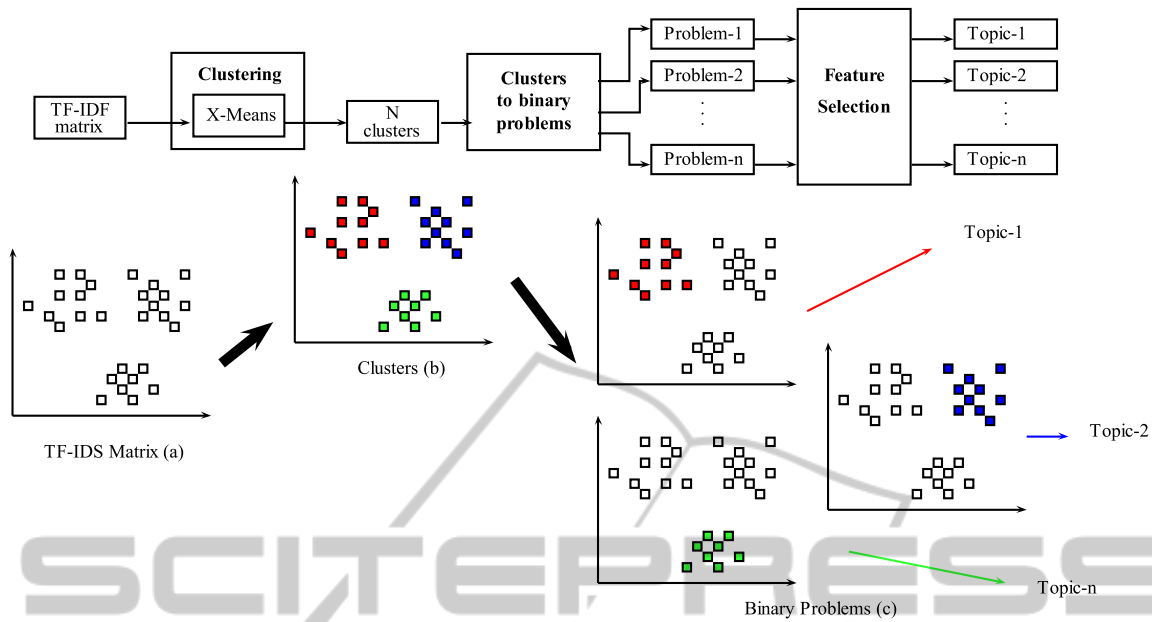 TF-IDF
matrix
Clustering
X-Means
N
clusters
Clusters
to binary
problems
Problem-1
Problem-2
Problem-n
Feature
Selection
Topic-1
Topic-2
Topic-n
TF-IDS Matrix (a)
Clusters (b)
Topic-1
Topic-2
Topic-n
Binary Problems (c)
SCITEPRESS